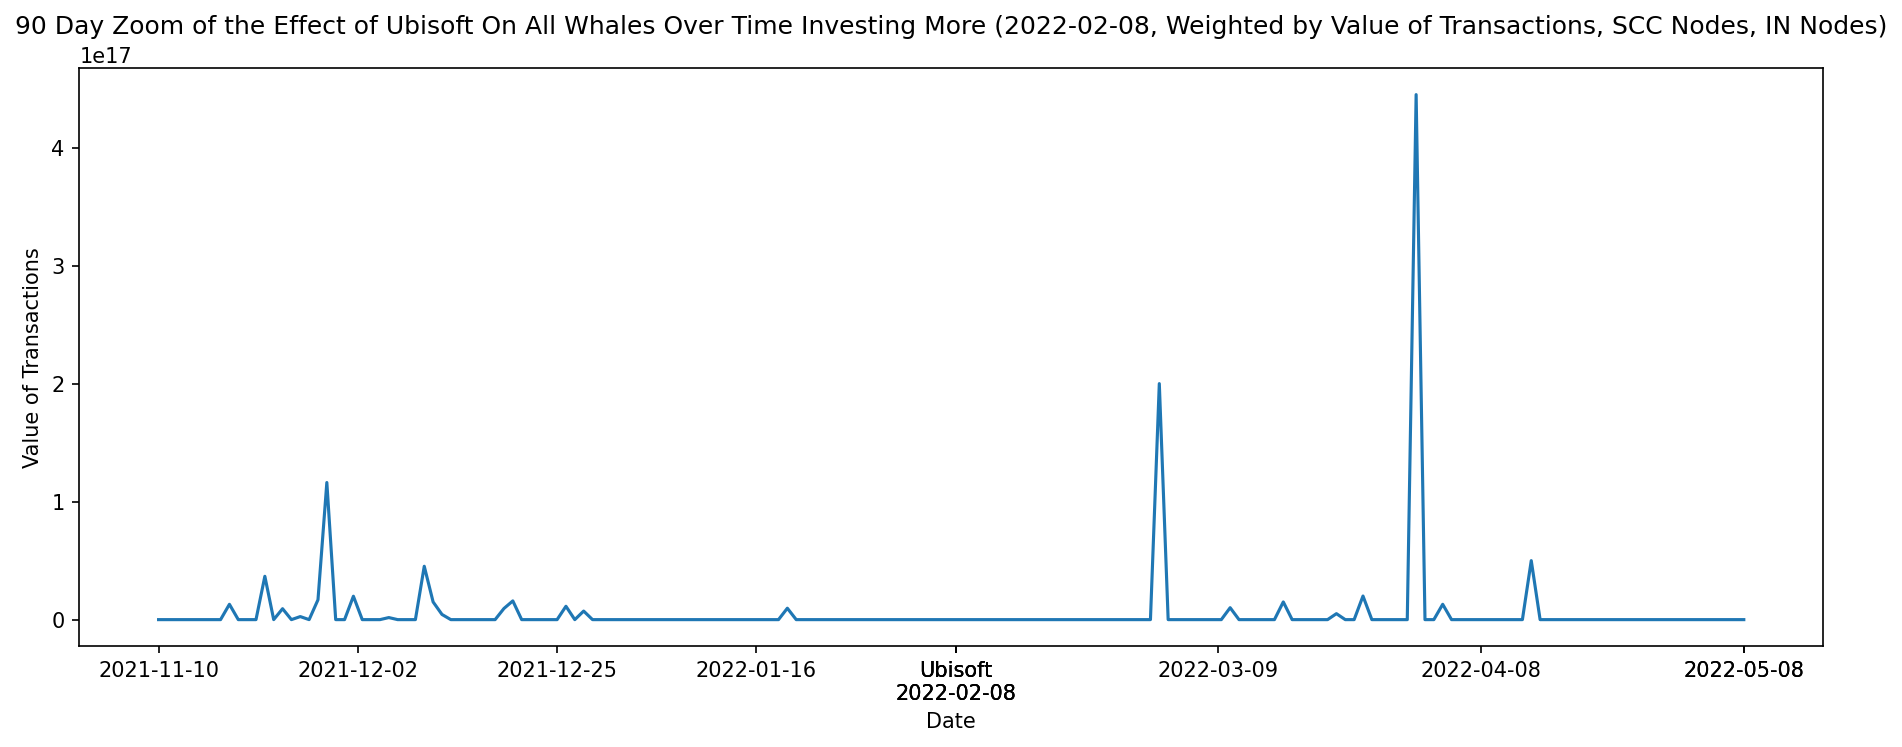 90 Day Zoom of the Effect of Ubisoft On All Whales Over Time Investing More (2022-02-08, Weighted by Value of Transactions, SCC Nodes, IN Nodes)
1e17
4
3
2
1
0
Value of Transactions
2021-11-10 2021-12-02 2021-12-25 2022-01-16 Ubisoft 2022-03-09 2022-04-08 2022-05-08
2022-02-08
Date